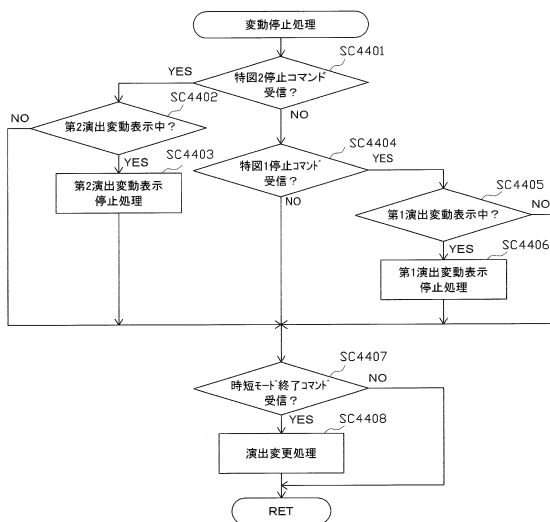 変動停止処理
SC4401
特図2停止コマンド
受信？
YES
NO
SC4402
第2演出変動表示中？
NO
YES
SC4403
第2演出変動表示
停止処理
SC4404
特図1停止コマンド
受信？
YES
NO
SC4405
第1演出変動表示中？
NO
YES
SC4406
第1演出変動表示
停止処理
SC4407
時短モード終了コマンド
受信？
NO
YES
SC4408
演出変更処理
RET